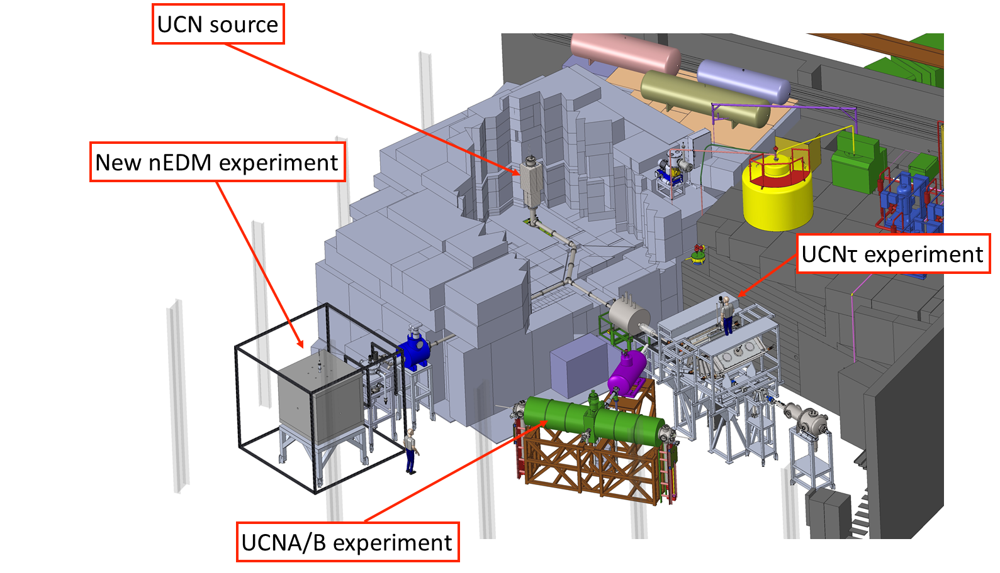 UCN source
New nEDM experiment
UCNτ experiment
UCNA/B experiment